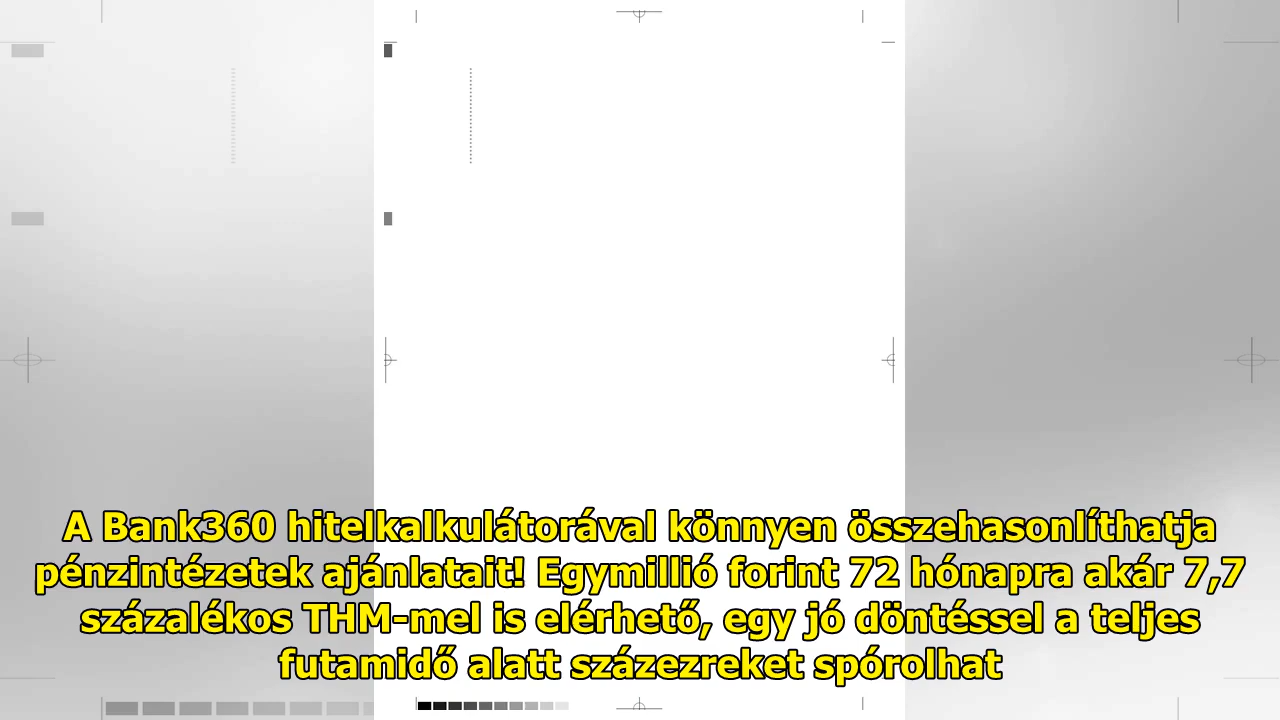 A Bank360 hitelkalkulátorával könnyen összehasonlíthatja
pénzintézetek ajánlatait! Egymillió forint 72 hónapra akár 7,7
százalékos THM-mel is elérhető, egy jó döntéssel a teljes
futamidő alatt százezreket spórolhat